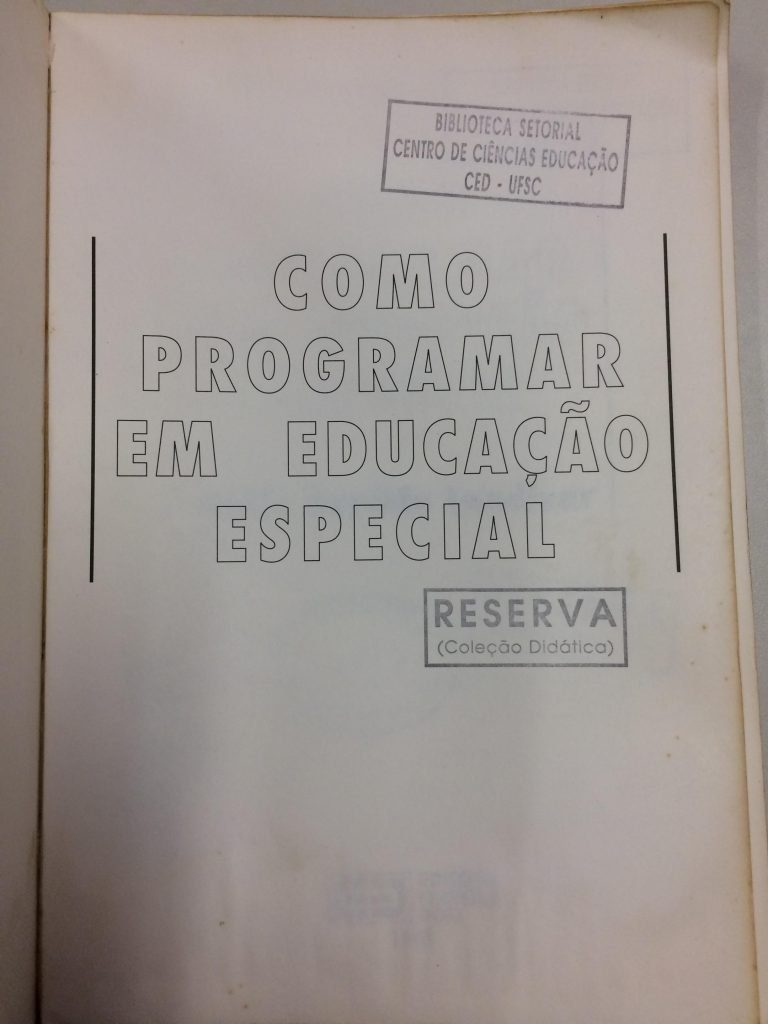 BIBLIOTECA SETORIAL
CENTRO DE CIÊNCIAS EDUCAÇÃO
CED - UFSC
COMO
PROGRAMAR
EM EDUCAÇÃO
ESPECIAL
RESERVA
(Coleção Didática)